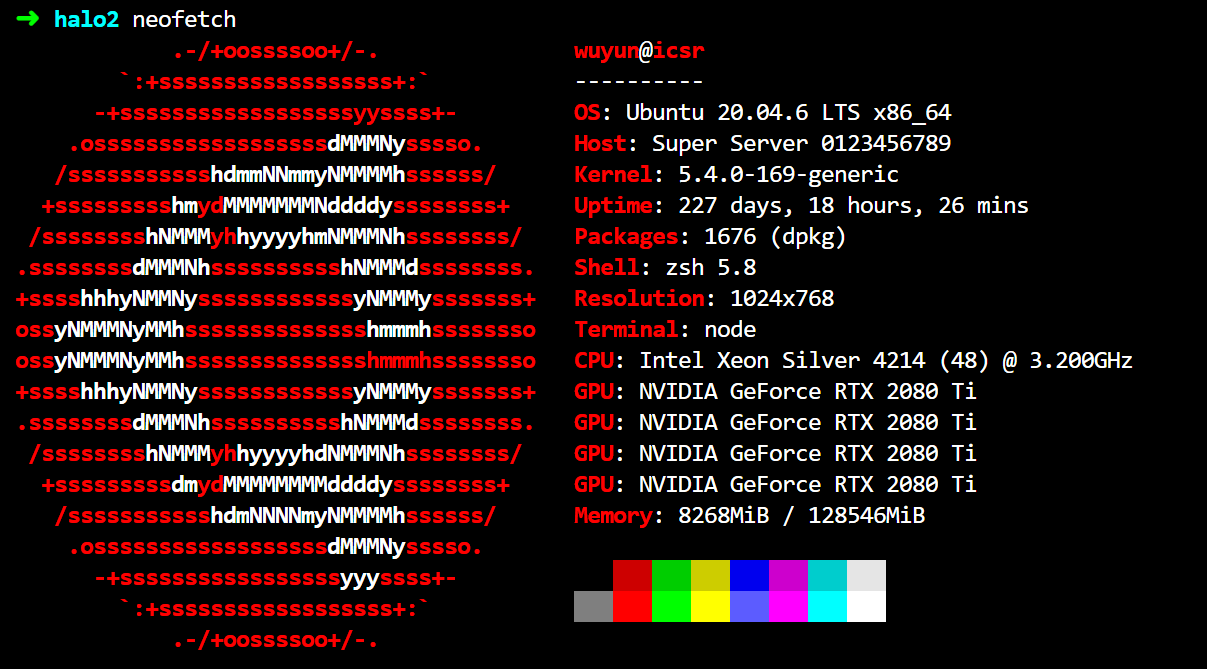 ➜ halo2 neofetch
.-/+oossssoo+/-. wuyun@icsr
`:+ssssssssssssssssss+:` ----------
-+ssssssssssssssssssyyssss+- OS: Ubuntu 20.04.6 LTS x86_64
.ossssssssssssssssssdMMMNysssso. Host: Super Server 0123456789
/ssssssssssshdmmNNmmyNMMMMhssssss/ Kernel: 5.4.0-169-generic
+ssssssssshmydMMMMMMMNddddyssssssss+ Uptime: 227 days, 18 hours, 26 mins
/sssssssshNMMMyhhyyyyhmNMMMNhssssssss/ Packages: 1676 (dpkg)
.ssssssssdMMMNhsssssssssshNMMMdssssssss. Shell: zsh 5.8
+sssshhhyNMMNyssssssssssssyNMMMysssssss+ Resolution: 1024x768
ossyNMMMNyMMhsssssssssssssshmmmhssssssso Terminal: node
ossyNMMMNyMMhsssssssssssssshmmmhssssssso CPU: Intel Xeon Silver 4214 (48) @ 3.200GHz
+sssshhhyNMMNyssssssssssssyNMMMysssssss+ GPU: NVIDIA GeForce RTX 2080 Ti
.ssssssssdMMMNhsssssssssshNMMMdssssssss. GPU: NVIDIA GeForce RTX 2080 Ti
/sssssssshNMMMyhhyyyyhdNMMMNhssssssss/ GPU: NVIDIA GeForce RTX 2080 Ti
+sssssssssdmydMMMMMMMMddddyssssssss+ GPU: NVIDIA GeForce RTX 2080 Ti
/ssssssssssshdmNNNNmyNMMMMhssssss/ Memory: 8268MiB / 128546MiB
.ossssssssssssssssssdMMMNysssso.
-+sssssssssssssssssyyyssss+-
`:+ssssssssssssssssss+:`
.-/+oossssoo+/-.